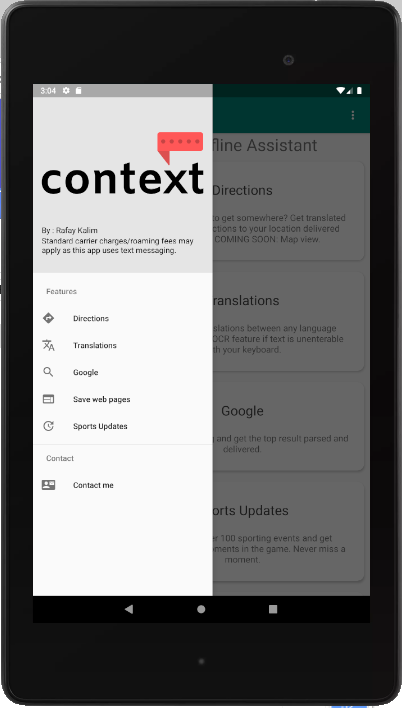 3:04
context
By : Rafay Kalim
Standard carrier charges/roaming fees may
apply as this app uses text messaging.
Features
Directions
Translations
Google
Save web pages
Sports Updates
Contact
Contact me
fline Assistant
Directions
to get somewhere? Get translated
ctions to your location delivered
COMING SOON: Map view.
ranslations
slations between any language
OCR feature if text is unenterable
th your keyboard.
Google
g and get the top result parsed and
delivered.
orts Updates
er 100 sporting events and get
oments in the game. Never miss a
moment.